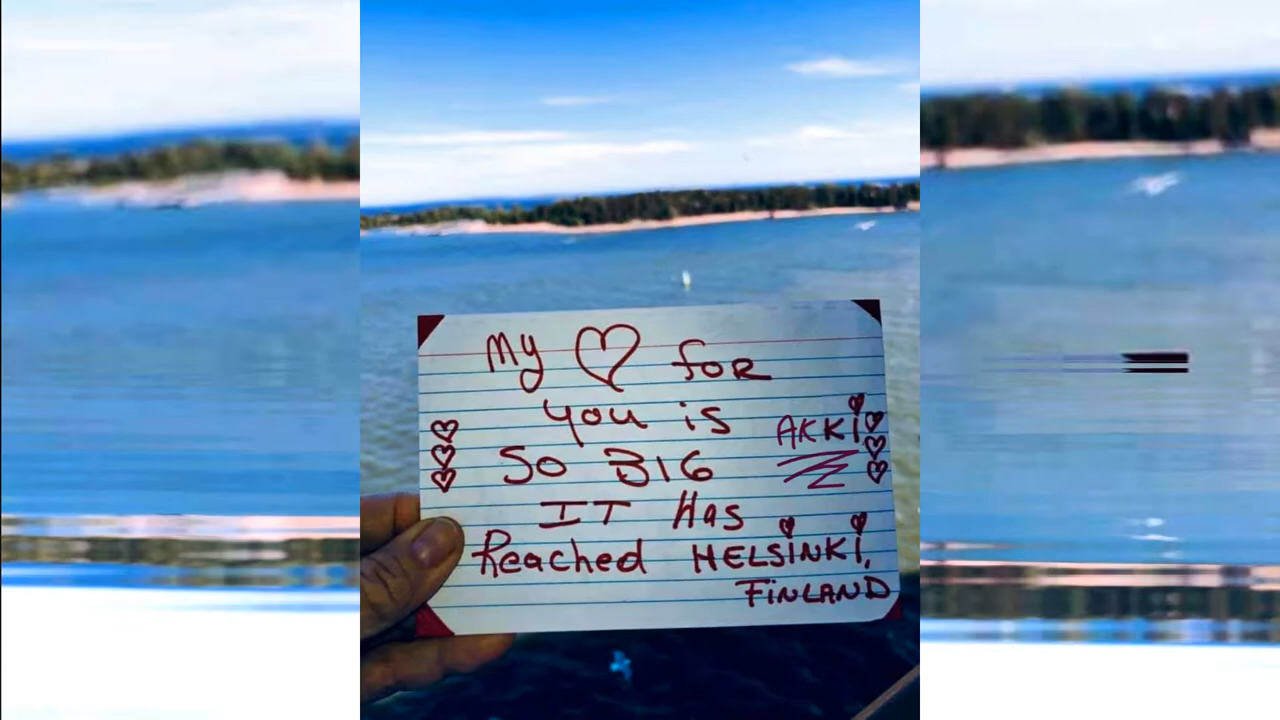 My ♡ for
you is
AKKi
So BIG
IT Has
Reached HELSiNKi,
FiNLAND